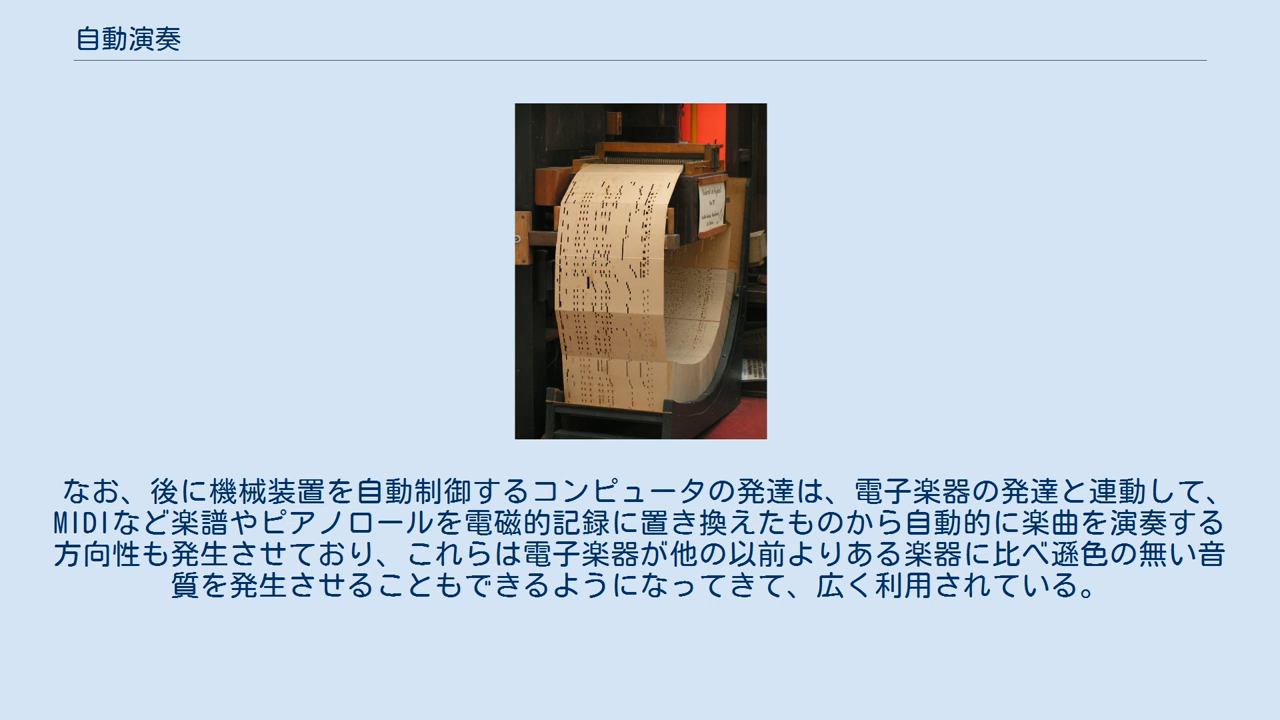 自動演奏
なお、後に機械装置を自動制御するコンピュータの発達は、電子楽器の発達と連動して、
MIDIなど楽譜やピアノロールを電磁的記録に置き換えたものから自動的に楽曲を演奏する
方向性も発生させており、これらは電子楽器が他の以前よりある楽器に比べ遜色の無い音
質を発生させることもできるようになってきて、広く利用されている。